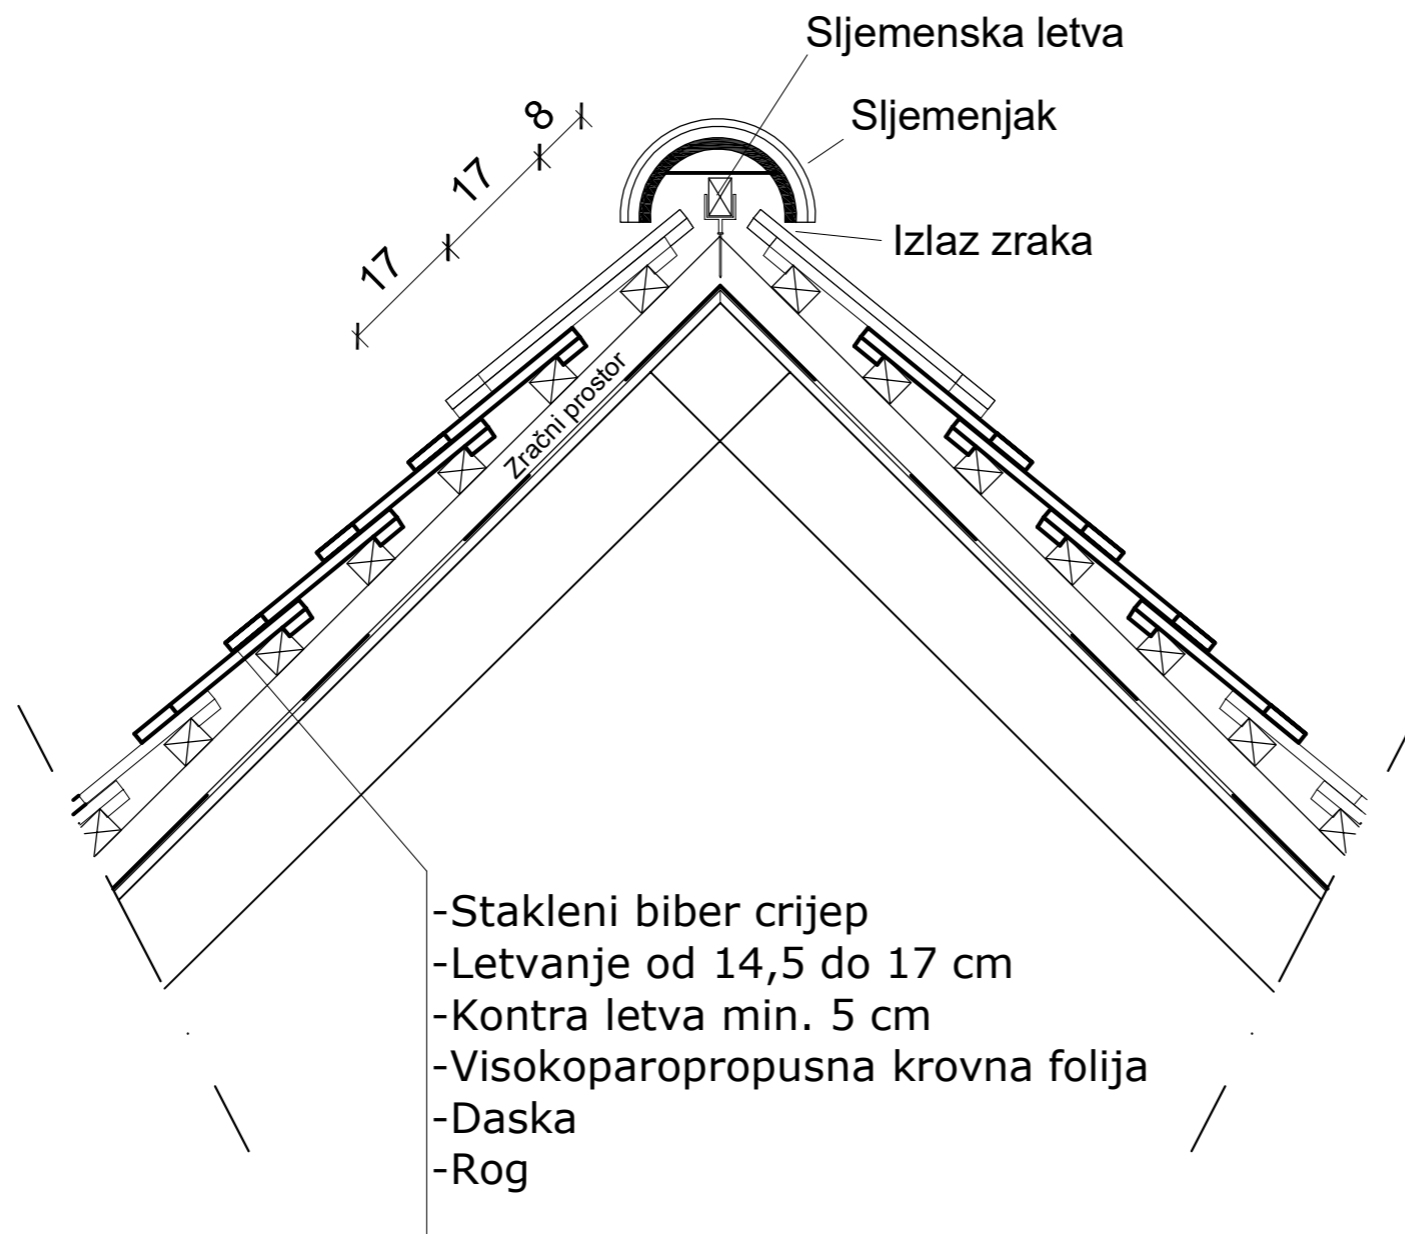 Sljemenska letva
Sljemenjak
Izlaz zraka
8
17
17
Zračni prostor
-Stakleni biber crijep
-Letvanje od 14,5 do 17 cm
-Kontra letva min. 5 cm
-Visokoparopropusna krovna folija
-Daska
-Rog